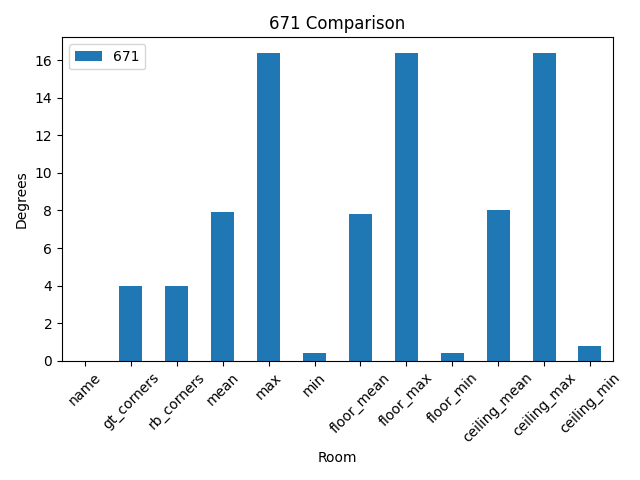 671 Comparison
671
Degrees
16
14
12
10
8
6
4
2
0
name
gt_corners
rb_corners
mean
max
min
floor_mean
floor_max
floor_min
ceiling_mean
ceiling_max
ceiling_min
Room